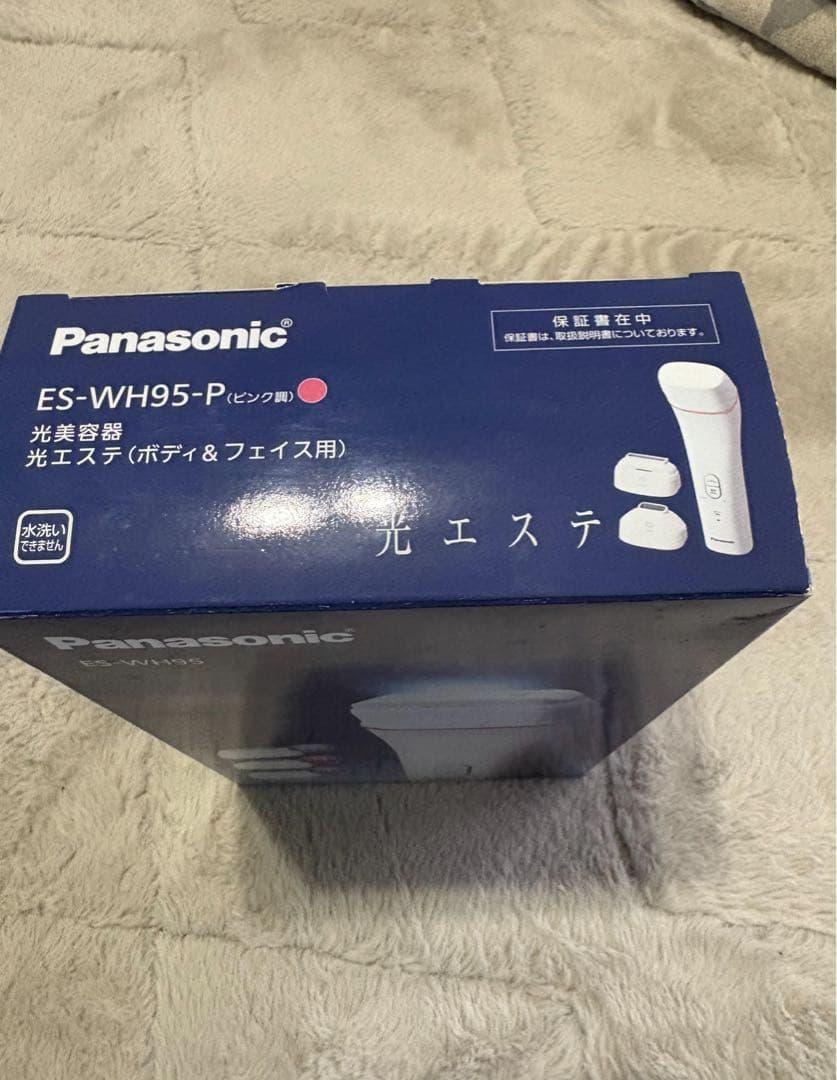 Panasonic®
ES-WH95-P(ピンク調)
光美容器
光エステ(ボディ&フェイス用)
水洗い
できません
保証書在中
保証書は、取扱説明書についております。
光エステ
Panasonic
Panasonic
ES-WH95